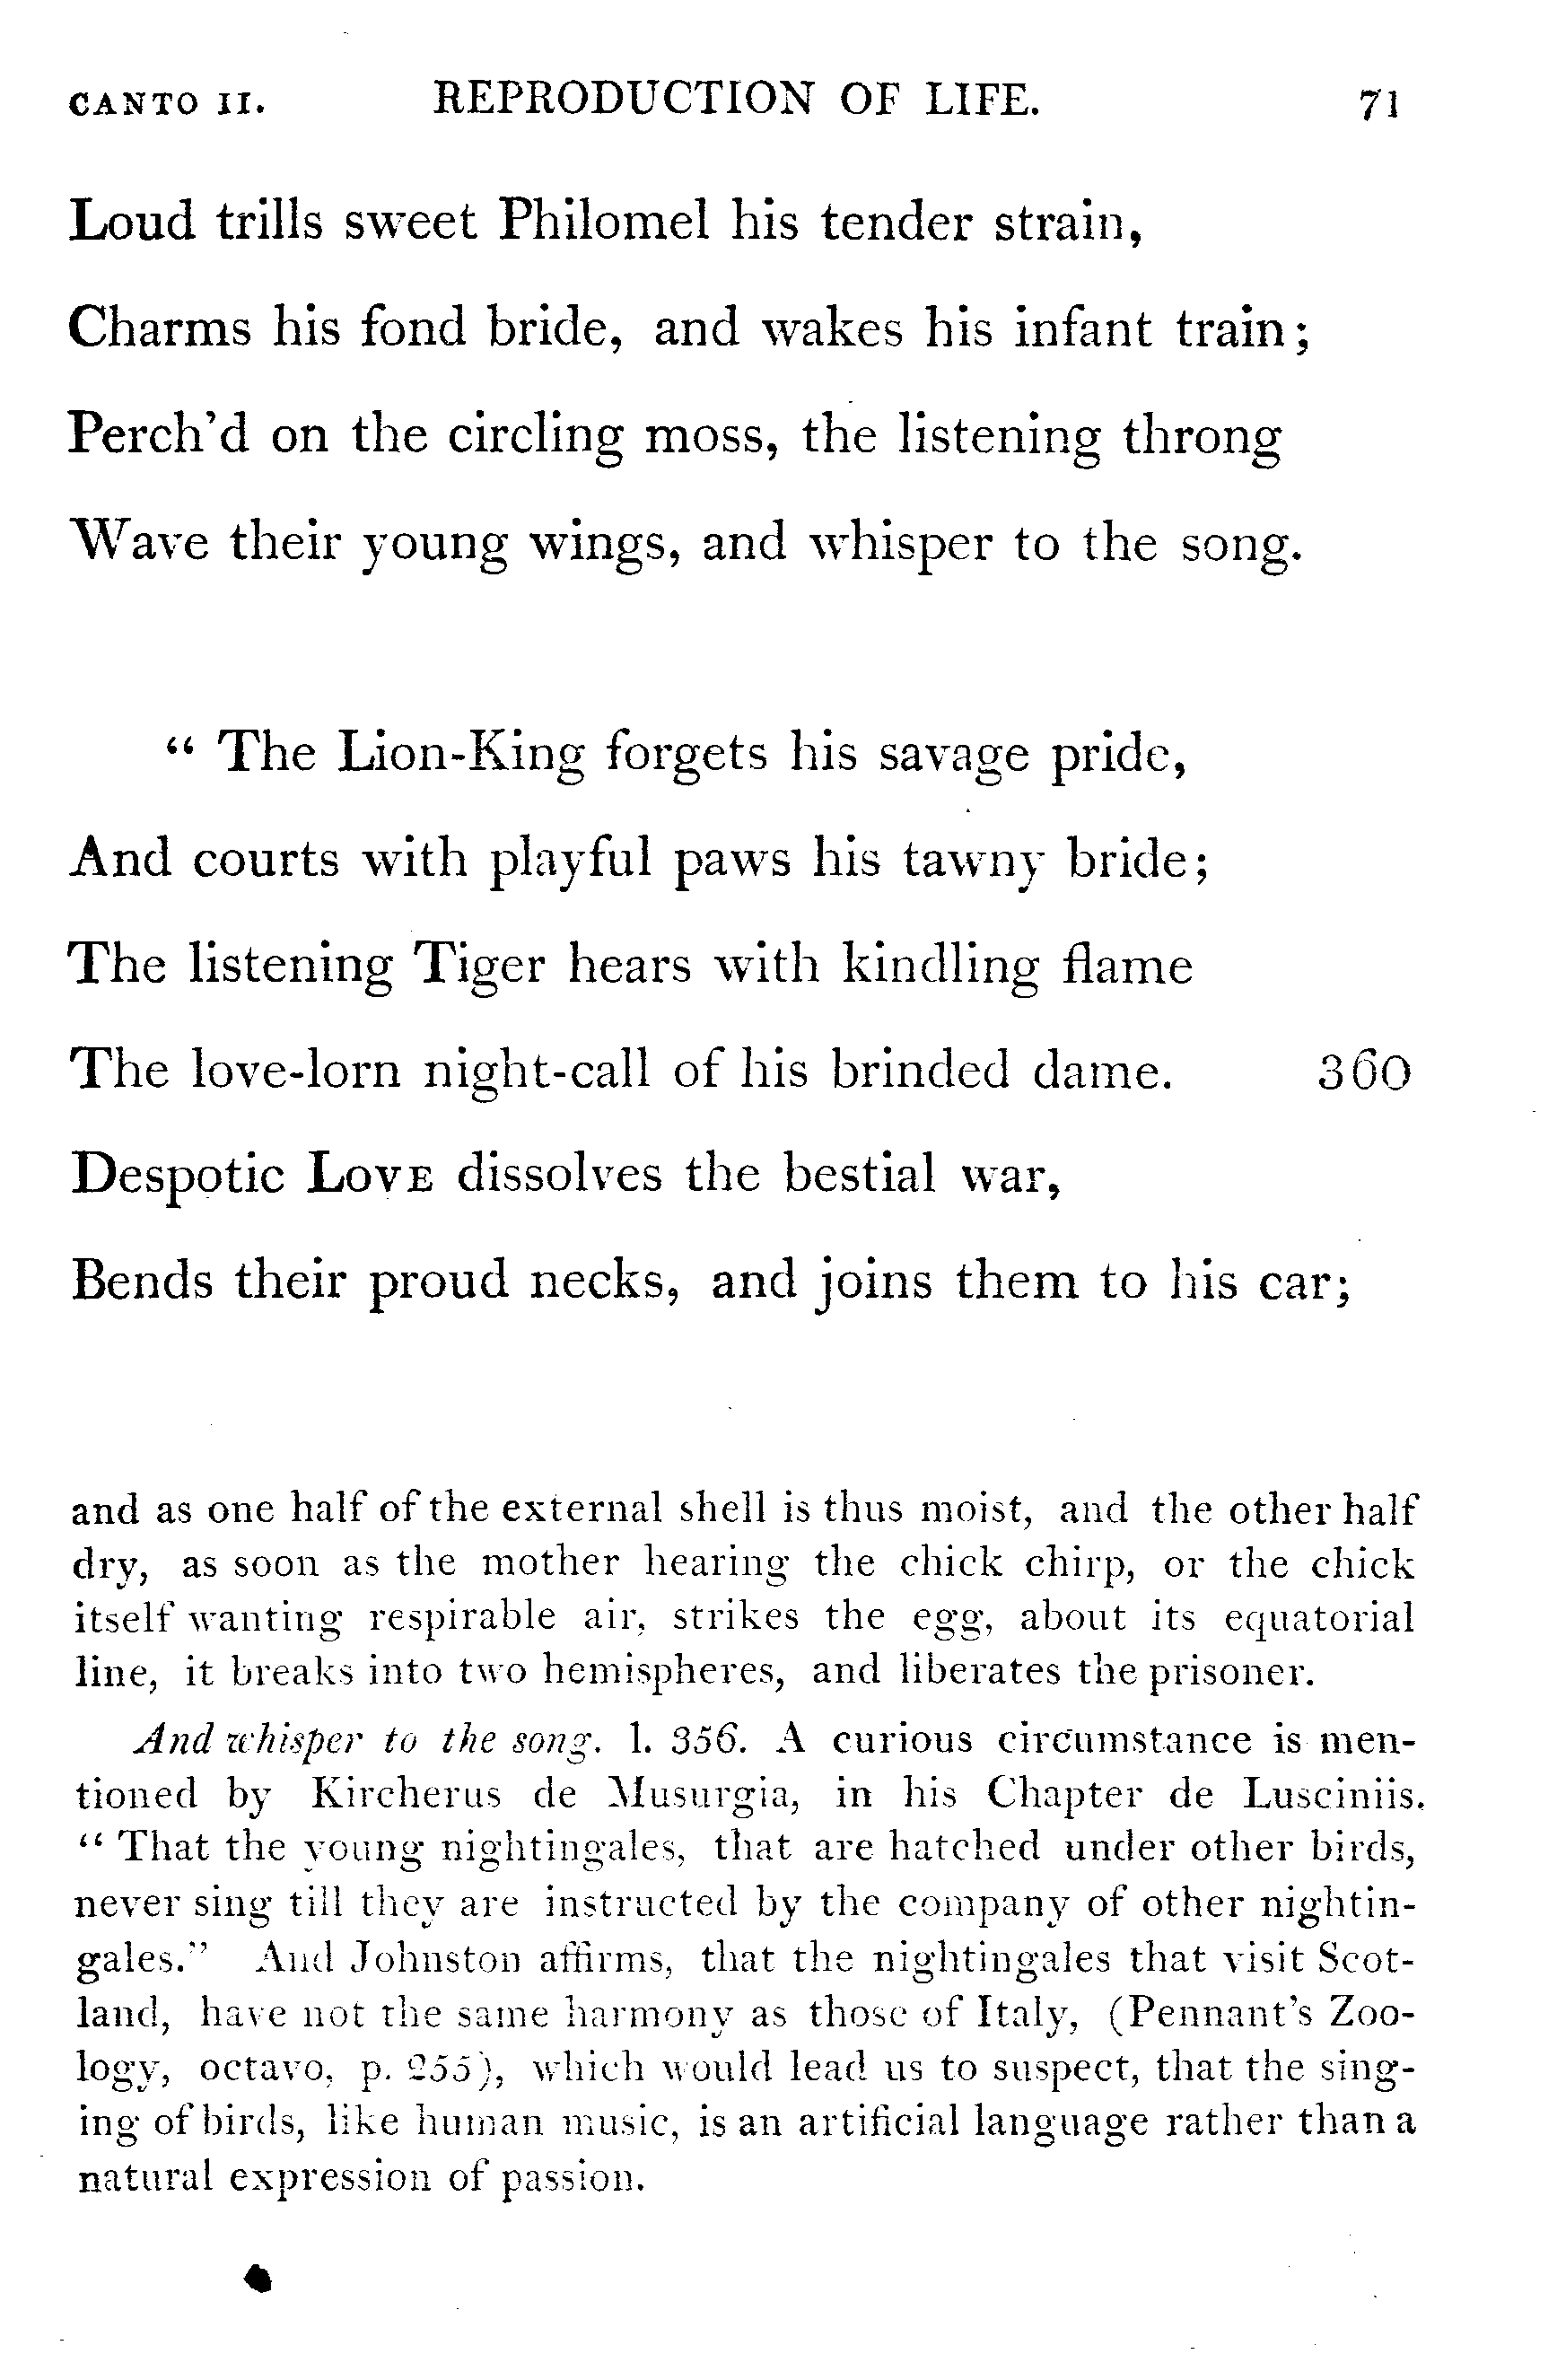 CANTO II. REPRODUCTION OF LIFE. 71
Loud trills sweet Philomel his tender strain,
Charms his fond bride, and wakes his infant train;
Perch'd on the circling moss, the listening throng
Wave their young wings, and whisper to the song.
“ The Lion-King forgets his savage pride,
And courts with playful paws his tawny bride;
The listening Tiger hears with kindling flame
The love-lorn night-call of his brinded dame. 360
Despotic LOVE dissolves the bestial war,
Bends their proud necks, and joins them to his car;
and as one half of the external shell is thus moist, and the other half
dry, as soon as the mother hearing the chick chirp, or the chick
itself wanting respirable air, strikes the egg, about its equatorial
line, it breaks into two hemispheres, and liberates the prisoner.
And whisper to the song. l. 356. A curious circumstance is men-
tioned by Kircherus de Musurgia, in his Chapter de Lusciniis.
“ That the young nightingales, that are hatched under other birds,
never sing till they are instructed by the company of other nightin-
gales.” And Johnston affirms, that the nightingales that visit Scot-
land, have not the same harmony as those of Italy, (Pennant's Zoo-
logy, octavo, p. 255), which would lead us to suspect, that the sing-
ing of birds, like human music, is an artificial language rather than a
natural expression of passion.